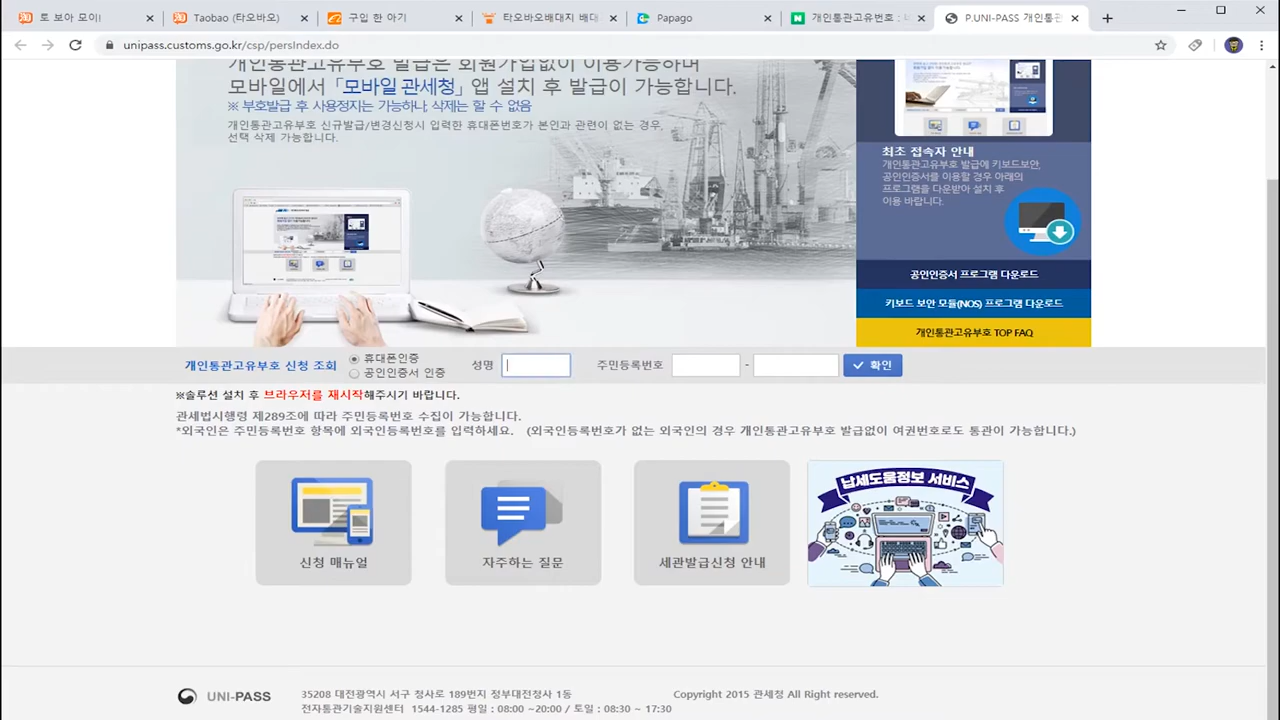 토 보아 모이!
Taobao (타오바오)
구입 한 아기
타오바오배대지 배대
Papago
개인통관고유부호 :
P.UNI-PASS 개인통관
unipass.customs.go.kr/csp/persIndex.do
개인통관고유부호 발급은 회원가입없이 이용가능하며
모바일에서 「모바일 관세청」 앱 설치 후 발급이 가능합니다.
※ 부호발급 후 사용정지는 가능하나, 삭제는 할 수 없음
개인통관고유부호 신규발급/변경신청시 입력한 휴대폰번호가 본인과 관련이 없는 경우,
선택 삭제 가능합니다.
최초 접속자 안내
개인통관고유부호 발급에 키보드보안,
공인인증서를 이용할 경우 아래의
프로그램을 다운받아 설치 후
이용 바랍니다.
공인인증서 프로그램 다운로드
키보드 보안 모듈(NOS) 프로그램 다운로드
개인통관고유부호 TOP FAQ
개인통관고유부호 신청 조회
휴대폰인증
공인인증서 인증
성명
주민등록번호
-
확인
※솔루션 설치 후 브라우저를 재시작해주시기 바랍니다.
관세법시행령 제289조에 따라 주민등록번호 수집이 가능합니다.
*외국인은 주민등록번호 항목에 외국인등록번호를 입력하세요. (외국인등록번호가 없는 외국인의 경우 개인통관고유부호 발급없이 여권번호로도 통관이 가능합니다.)
납세도움정보 서비스
신청 매뉴얼
자주하는 질문
세관발급신청 안내
UNI-PASS
35208 대전광역시 서구 청사로 189번지 정부대전청사 1동
Copyright 2015 관세청 All Right reserved.
전자통관기술지원센터 1544-1285 평일 : 08:00 ~20:00 / 토일 : 08:30 ~ 17:30